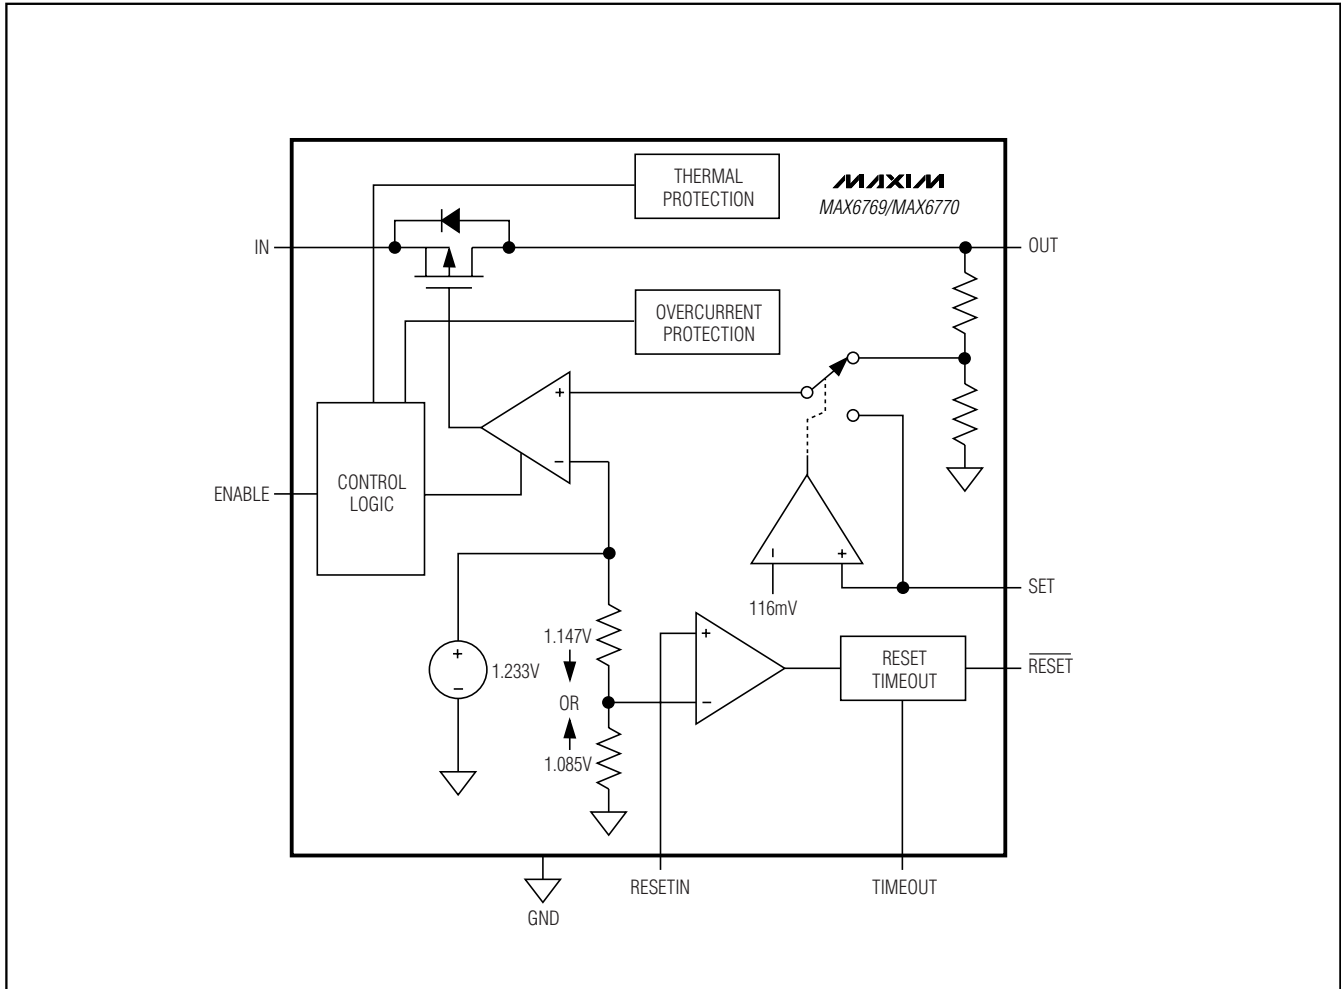 THERMAL
PROTECTION
MAXIM
MAX6769/MAX6770
IN
OUT
OVERCURRENT
PROTECTION
+
−
CONTROL
LOGIC
ENABLE
−
+
116mV
SET
1.147V
+
−
1.233V
OR
+
−
RESET
TIMEOUT
RESET
1.085V
RESETIN
TIMEOUT
GND